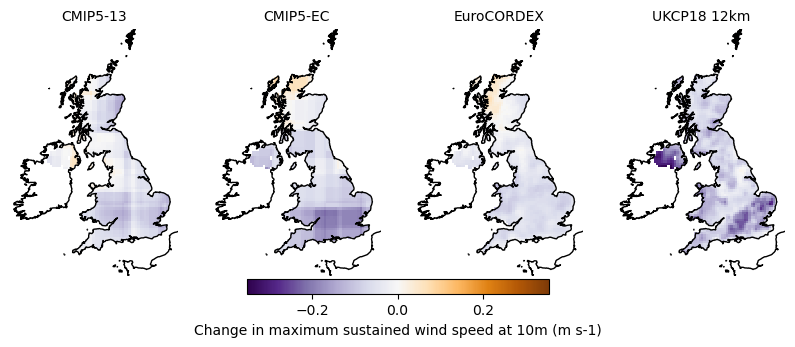 CMIP5-13 CMIP5-EC EuroCORDEX UKCP18 12km
−0.2 0.0 0.2
Change in maximum sustained wind speed at 10m (m s-1)